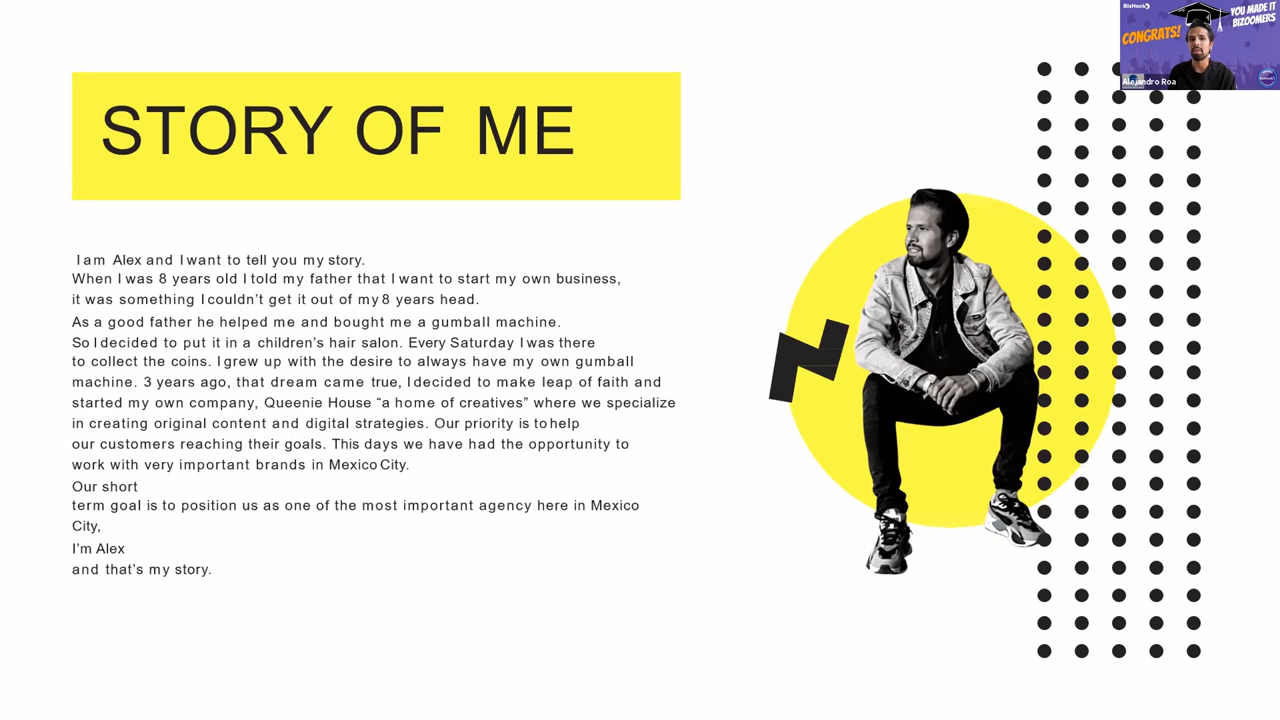 BizHack
CONGRATS!
YOU MADE IT
BIZOOMERS
Alejandro Roa
STORY OF ME
I am Alex and I want to tell you my story.
When I was 8 years old I told my father that I want to start my own business,
it was something I couldn't get it out of my 8 years head.
As a good father he helped me and bought me a gumball machine.
So I decided to put it in a children's hair salon. Every Saturday I was there
to collect the coins. I grew up with the desire to always have my own gumball
machine. 3 years ago, that dream came true, I decided to make leap of faith and
started my own company, Queenie House “a home of creatives” where we specialize
in creating original content and digital strategies. Our priority is to help
our customers reaching their goals. This days we have had the opportunity to
work with very important brands in Mexico City.
Our short
term goal is to position us as one of the most important agency here in Mexico
City,
I'm Alex
and that's my story.